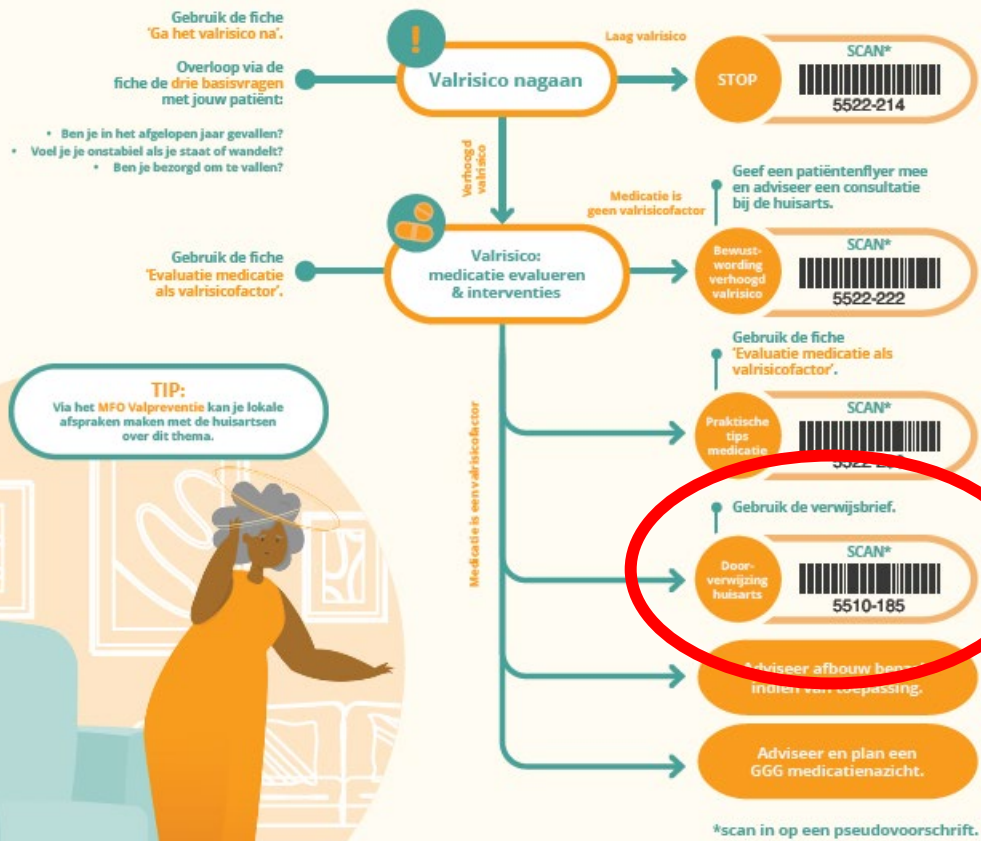 Gebruik de fiche
'Ga het valrisico na'.
Overloop via de
fiche de drie basisvragen
met jouw patiënt:
• Ben je in het afgelopen jaar gevallen?
• Voel je je onstabiel als je staat of wandelt?
• Ben je bezorgd om te vallen?
!
Valrisico nagaan
Laag valrisico
STOP
SCAN*
5522-214
Verhoogd
valrisico
Gebruik de fiche
'Evaluatie medicatie
als valrisicofactor'.
Valrisico:
medicatie evalueren
& interventies
Medicatie is
geen valrisicofactor
Geef een patiëntenflyer mee
en adviseer een consultatie
bij de huisarts.
Bewust-
wording
verhoogd
valrisico
SCAN*
5522-222
TIP:
Via het MFO Valpreventie kan je lokale
afspraken maken met de huisartsen
over dit thema.
Medicatie is een valrisicofactor
Gebruik de fiche
'Evaluatie medicatie als
valrisicofactor'.
Praktische
tips
medicatie
SCAN*
Gebruik de verwijsbrief.
Door-
verwijzing
huisarts
SCAN*
5510-185
Adviseer afbouw
indien van toepassing.
Adviseer en plan een
GGG medicatienazicht.
*scan in op een pseudovoorschrift.